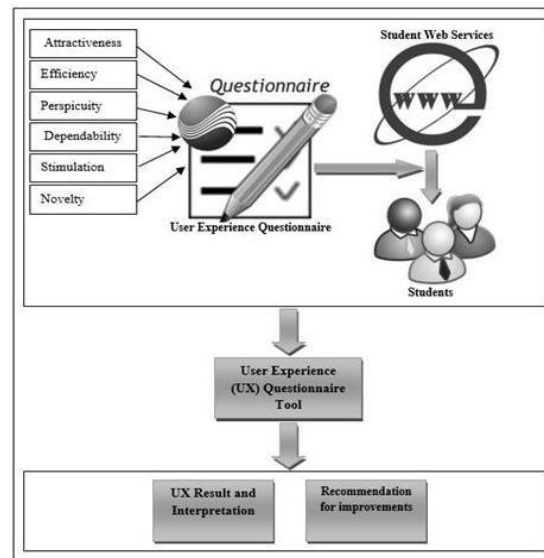 Attractiveness
Efficiency
Perspicuity
Dependability
Stimulation
Novelty
Questionnaire
User Experience Questionnaire
Student Web Services
WWW
Students
User Experience
(UX) Questionnaire
Tool
UX Result and
Interpretation
Recommendation
for improvements